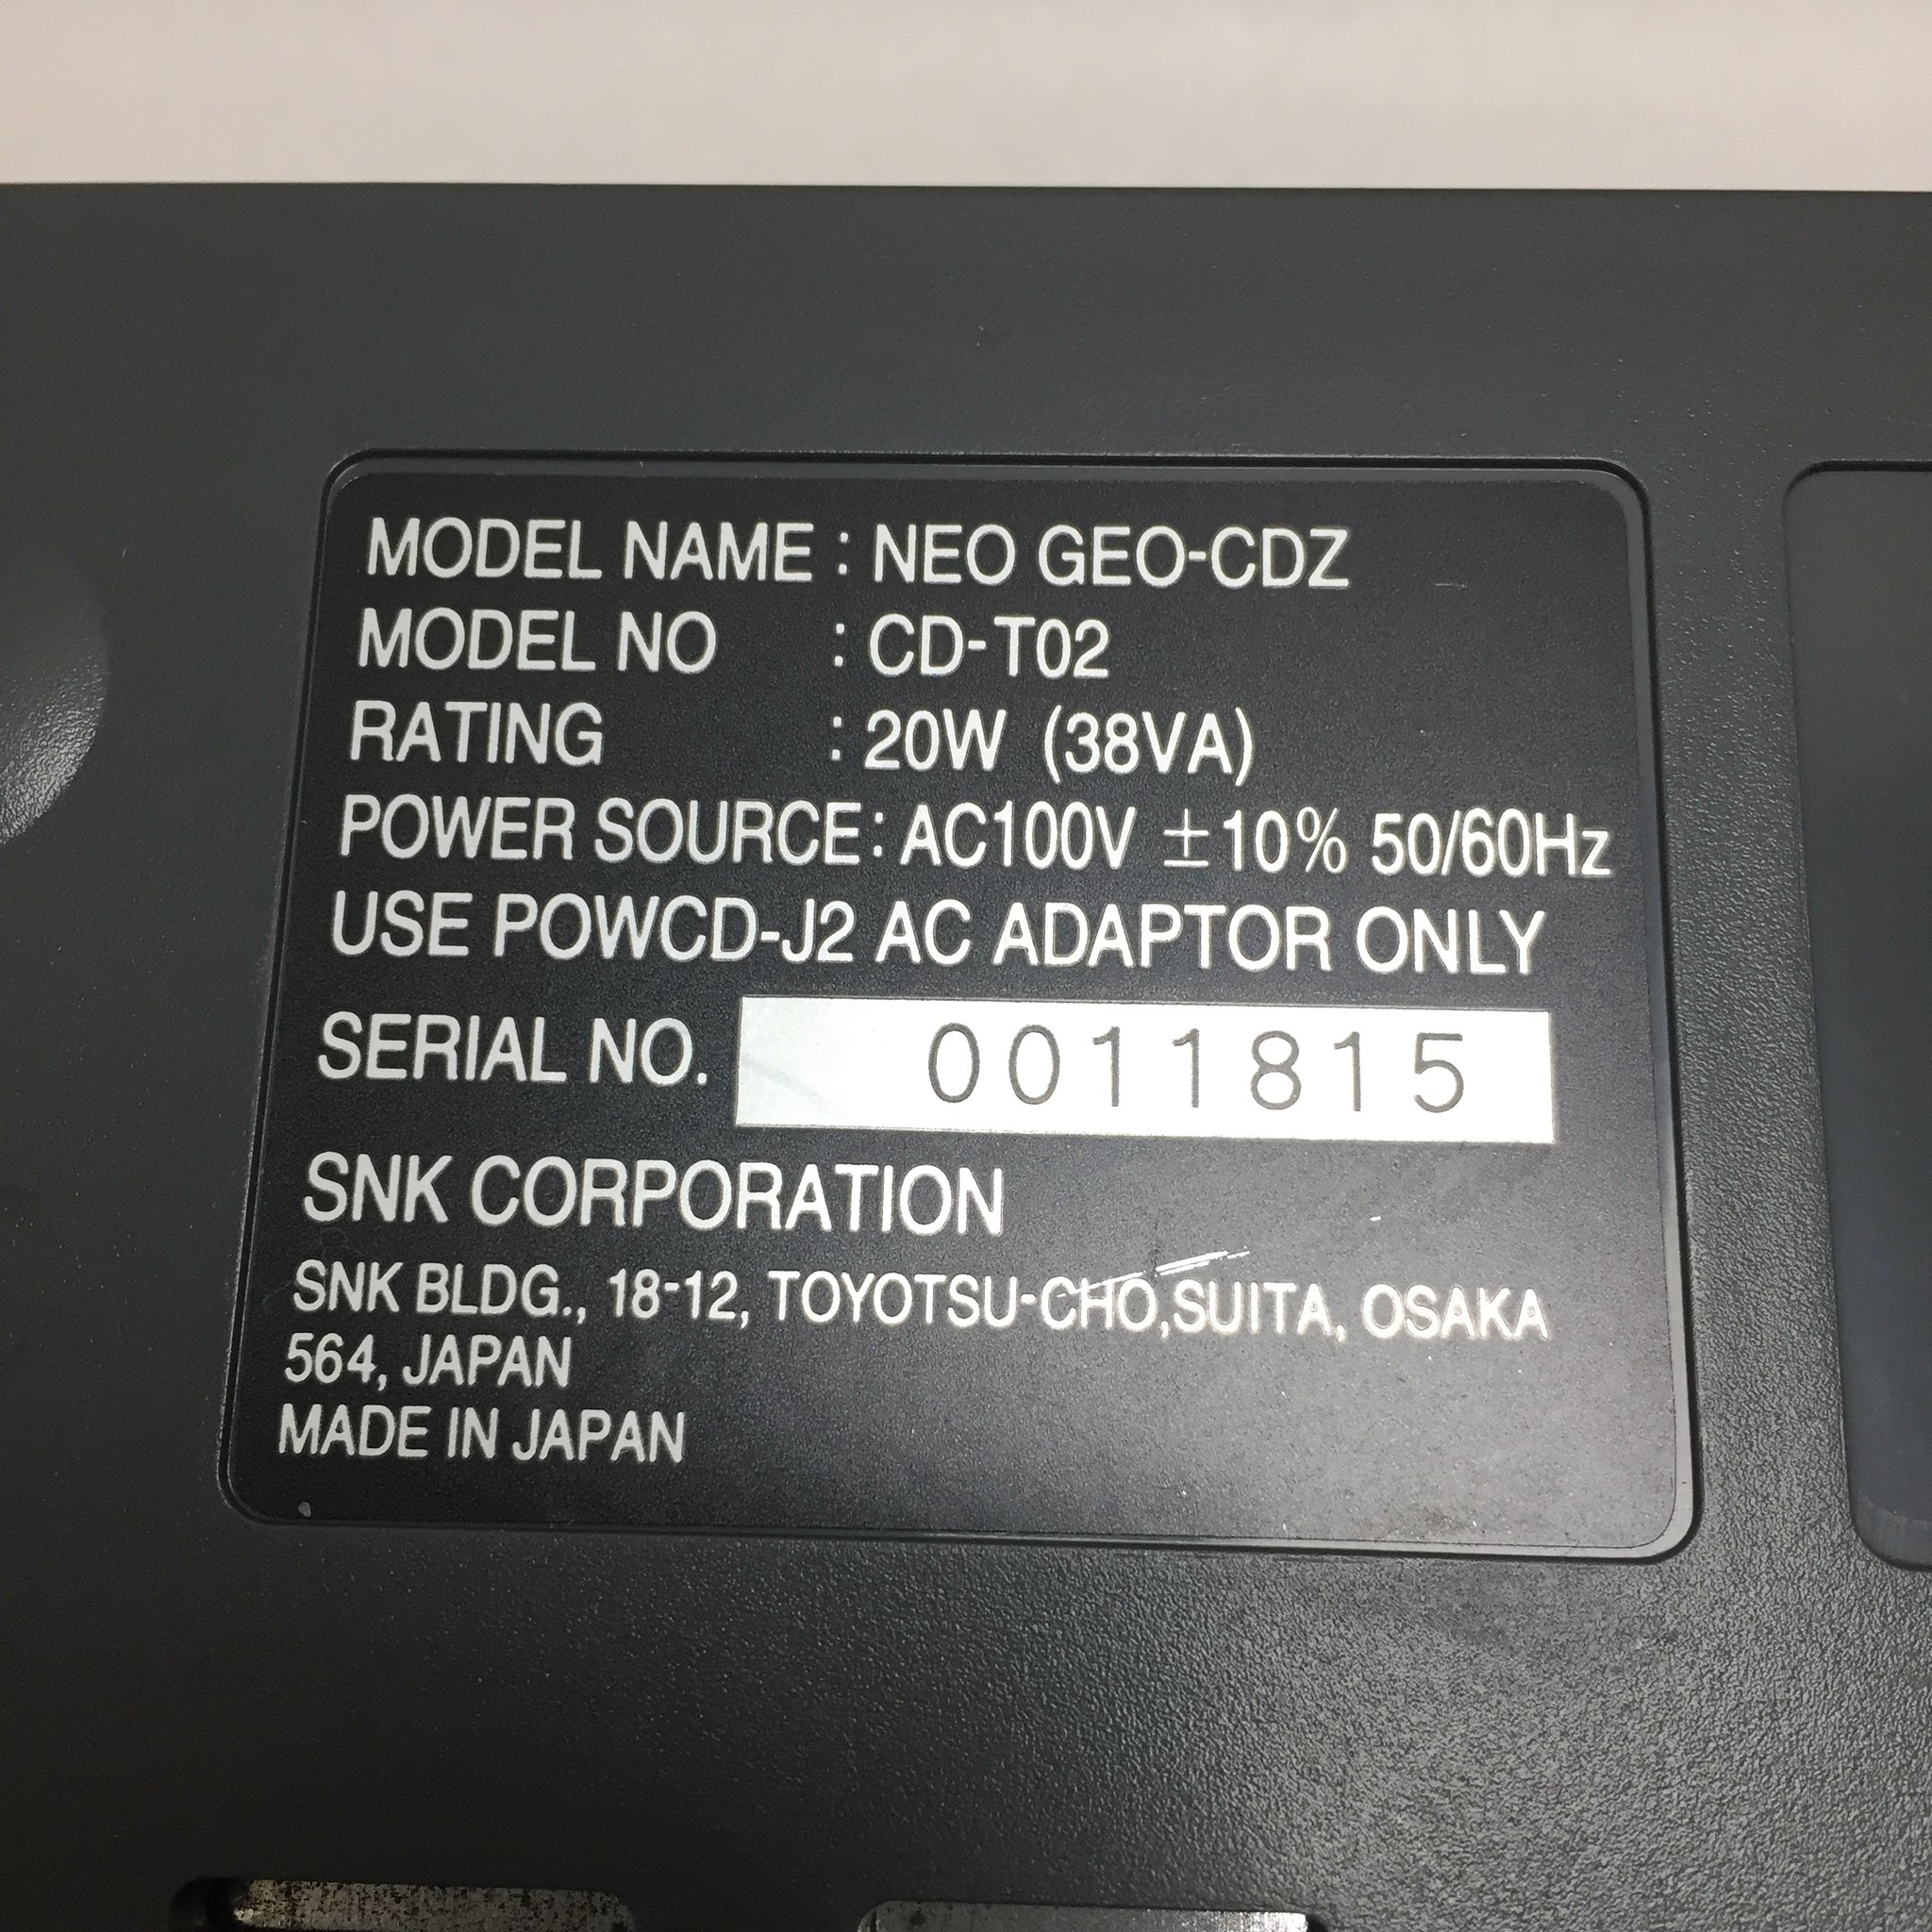 MODEL NAME : NEO GEO-CDZ
MODEL NO : CD-T02
RATING : 20W (38VA)
POWER SOURCE : AC100V ±10% 50/60Hz
USE POWCD-J2 AC ADAPTOR ONLY
SERIAL NO. 0011815
SNK CORPORATION
SNK BLDG., 18-12, TOYOTSU-CHO,SUITA, OSAKA
564, JAPAN
MADE IN JAPAN